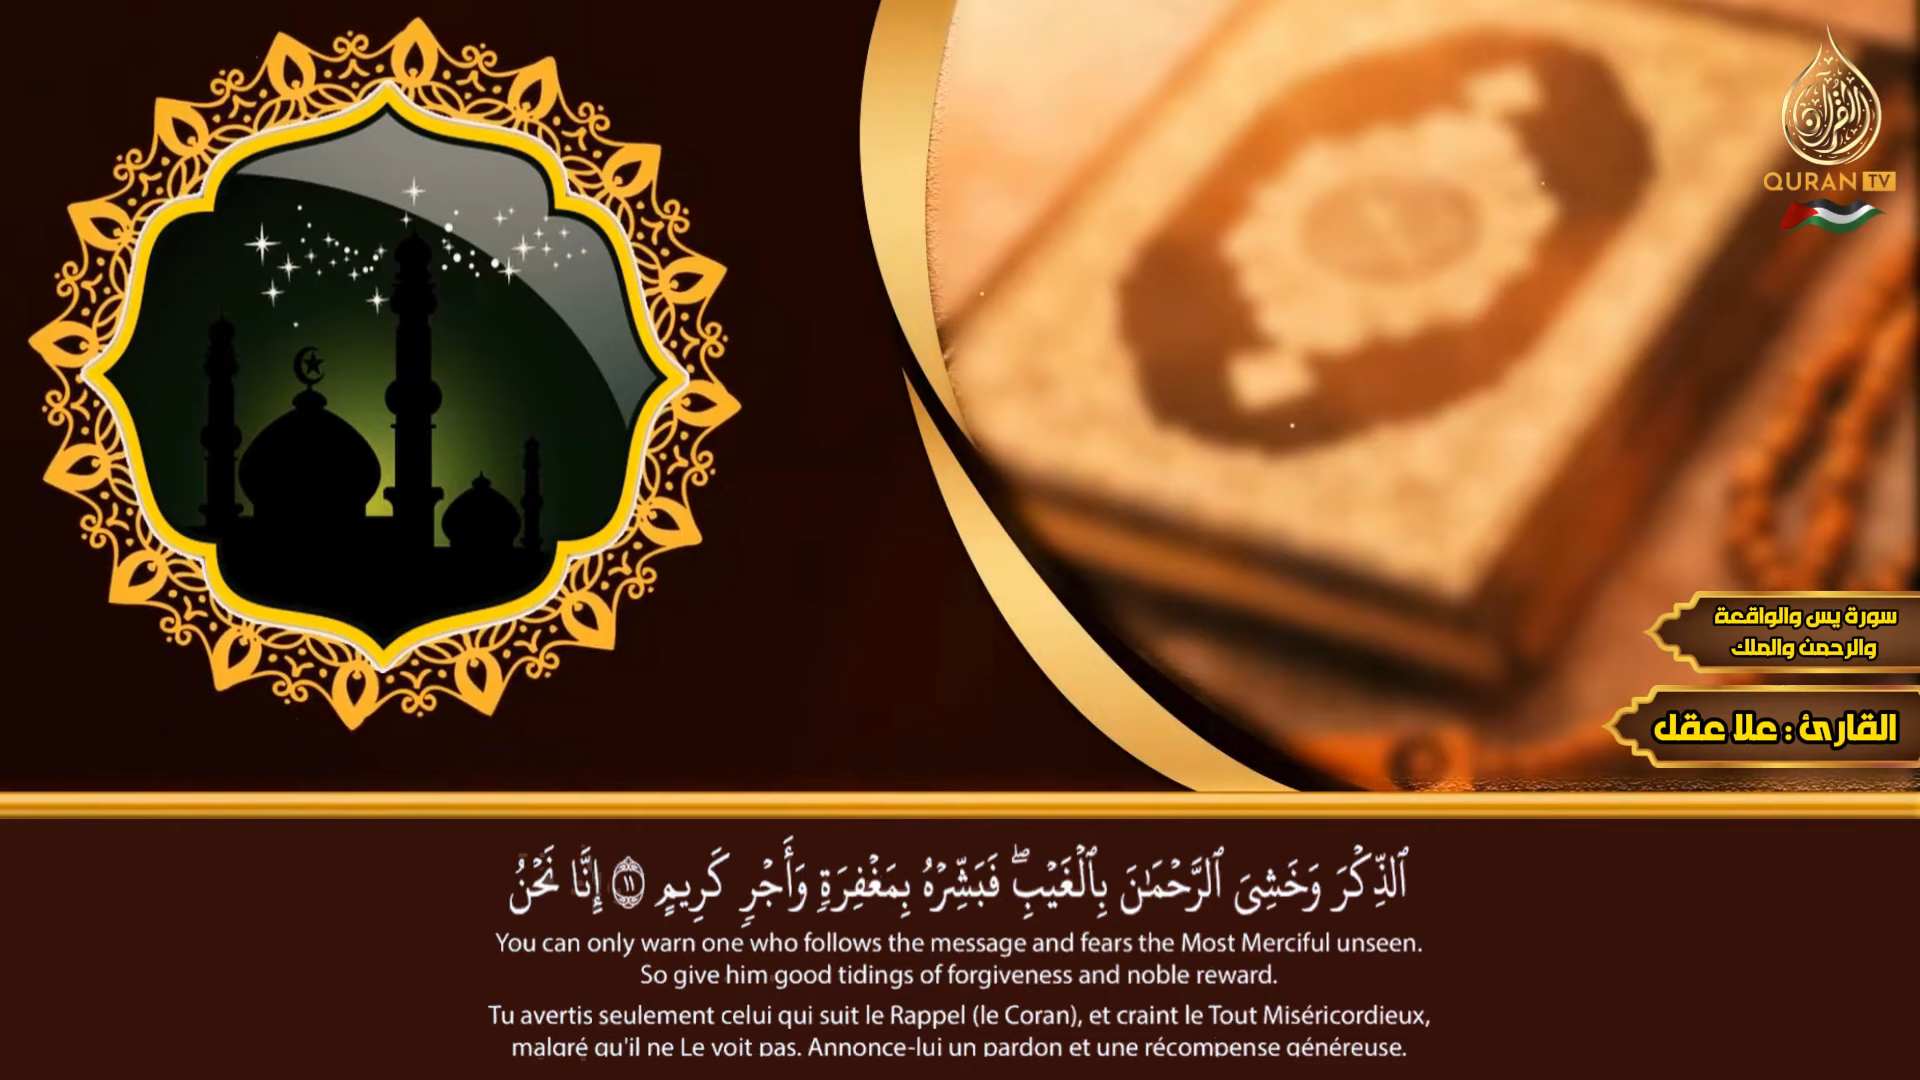 القرآن
QURAN TV
سورة يس والواقعة
والرحمن والملك
القارئ : علا عقل
ٱلذِّكْرَ وَخَشِىَ ٱلرَّحْمَٰنَ بِٱلْغَيْبِ ۖ فَبَشِّرْهُ بِمَغْفِرَةٍ وَأَجْرٍ كَرِيمٍ ١١ إِنَّا نَحْنُ
You can only warn one who follows the message and fears the Most Merciful unseen.
So give him good tidings of forgiveness and noble reward.
Tu avertis seulement celui qui suit le Rappel (le Coran), et craint le Tout Miséricordieux,
malgré qu'il ne Le voit pas. Annonce-lui un pardon et une récompense généreuse.